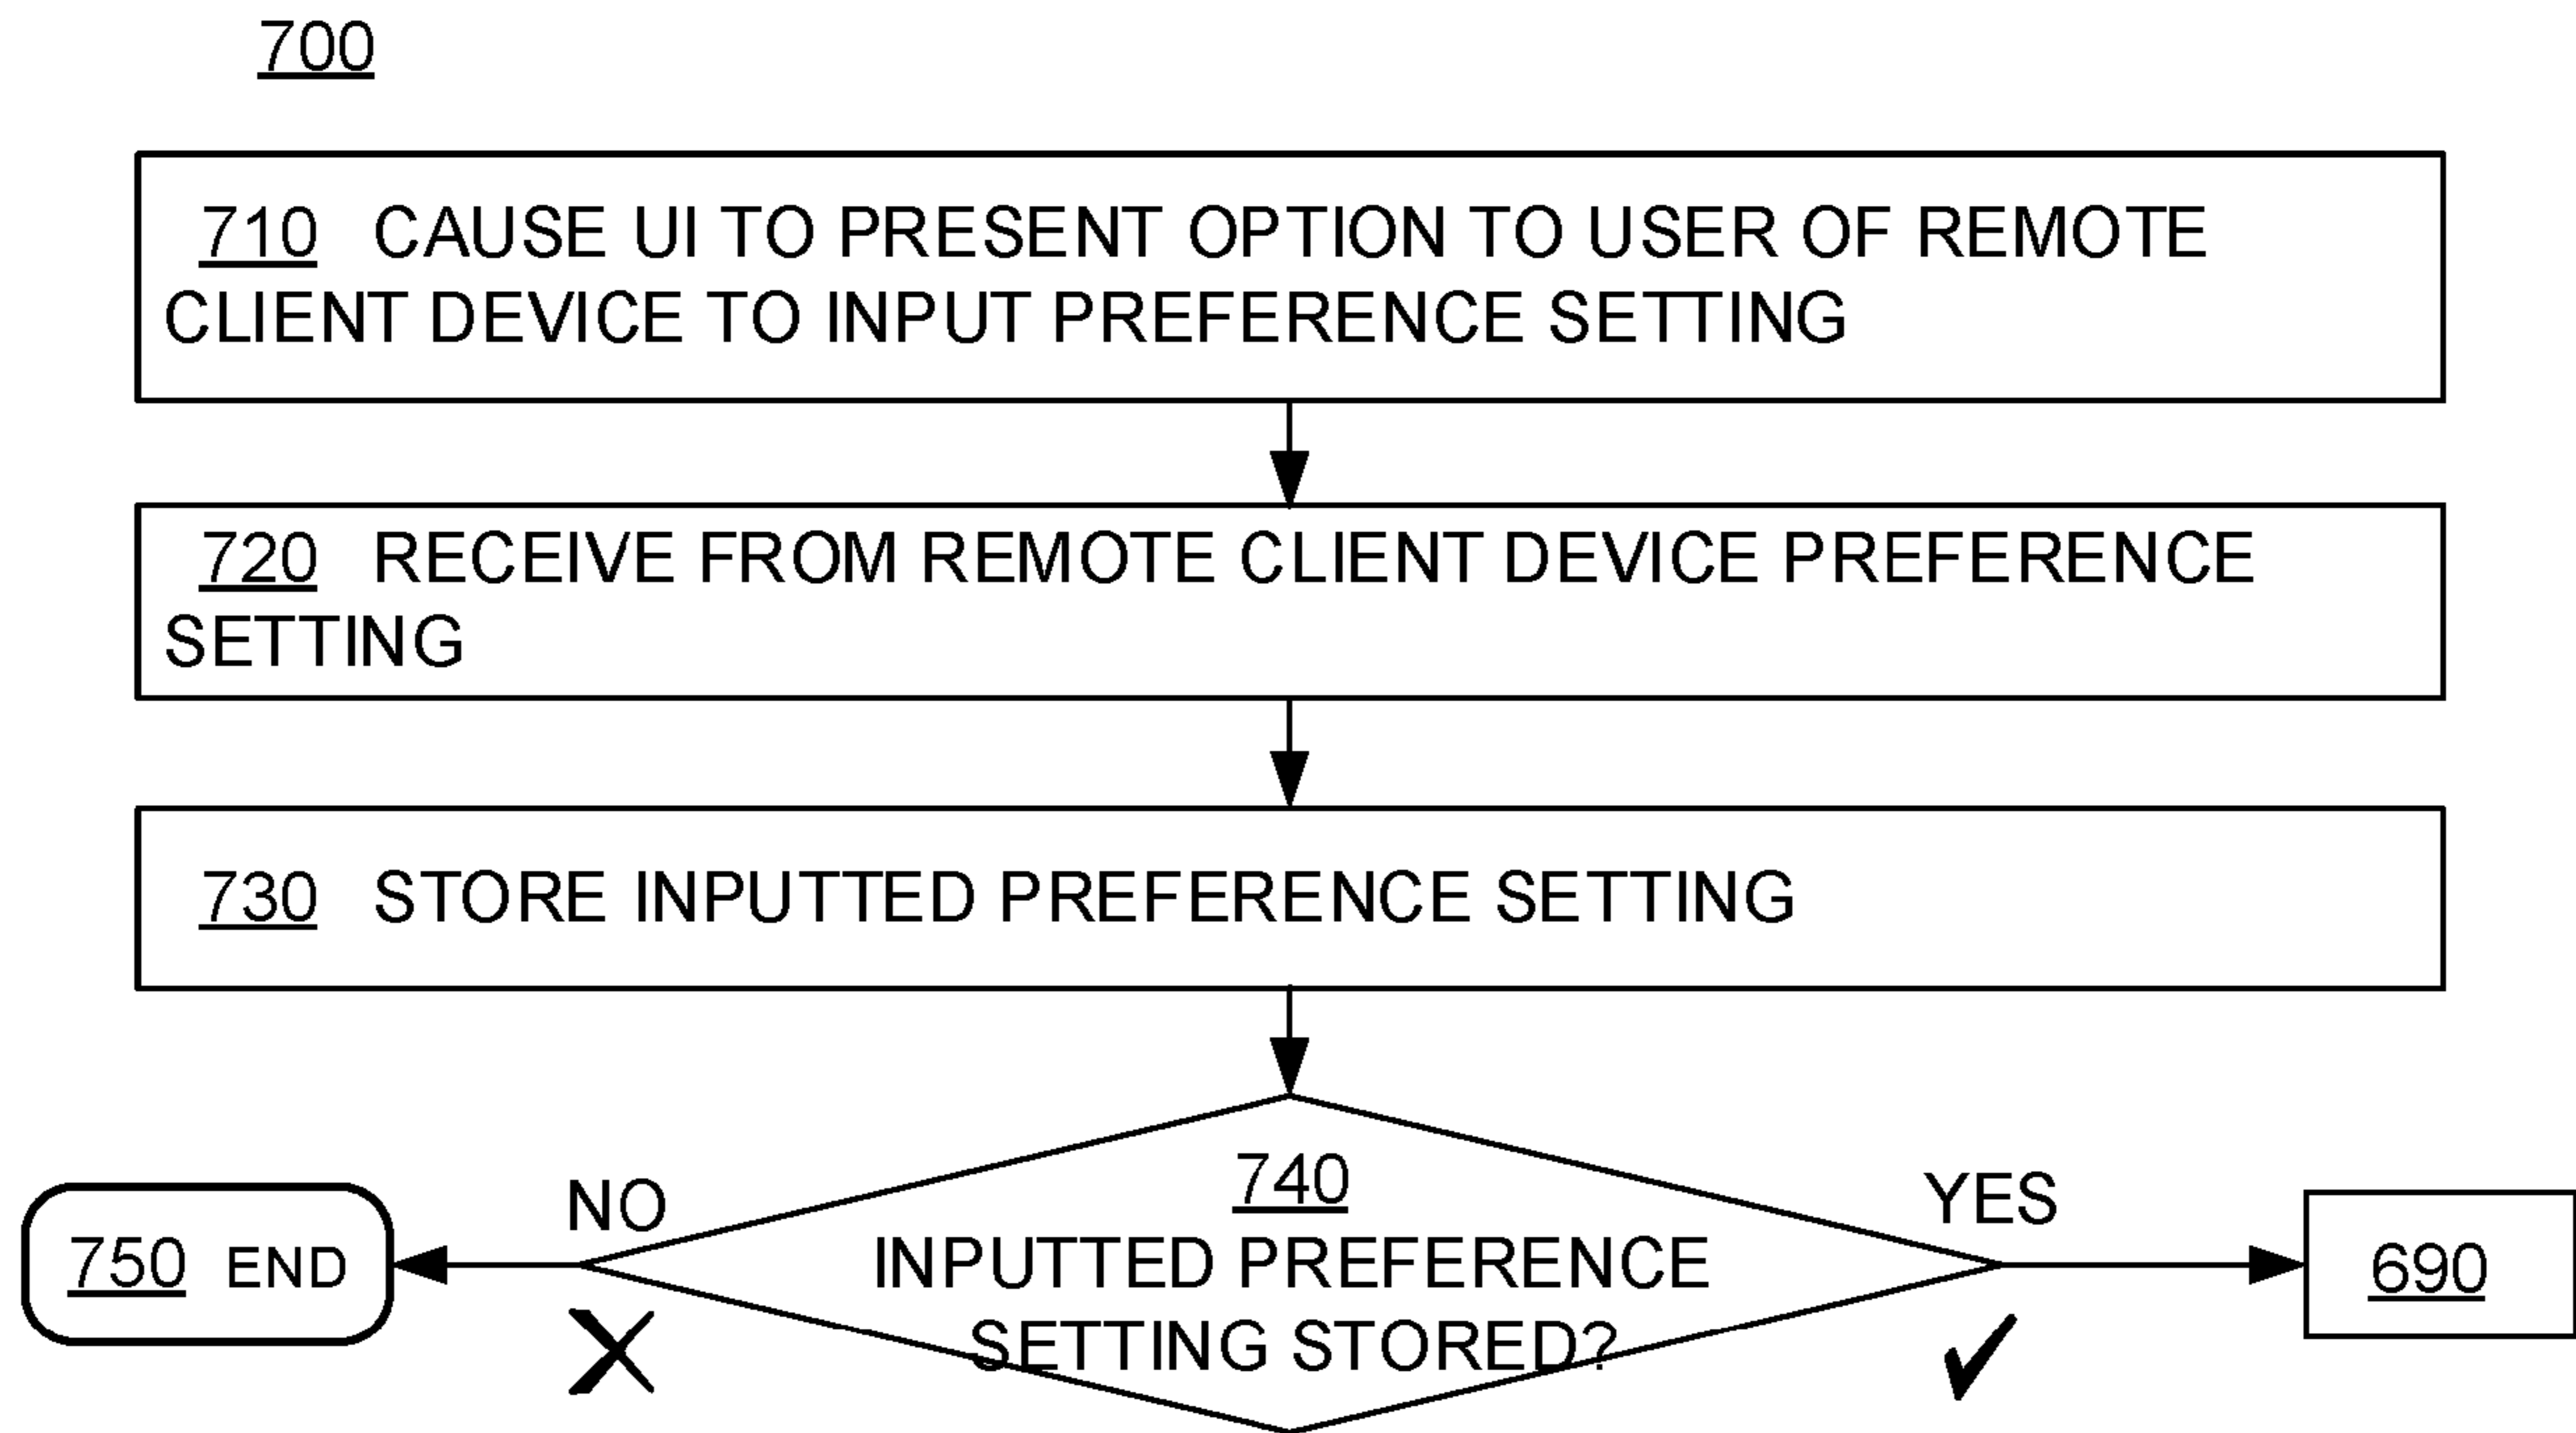 700
710 CAUSE UI TO PRESENT OPTION TO USER OF REMOTE
CLIENT DEVICE TO INPUT PREFERENCE SETTING
720 RECEIVE FROM REMOTE CLIENT DEVICE PREFERENCE
SETTING
730 STORE INPUTTED PREFERENCE SETTING
740
INPUTTED PREFERENCE
SETTING STORED?
NO
750 END
YES
690